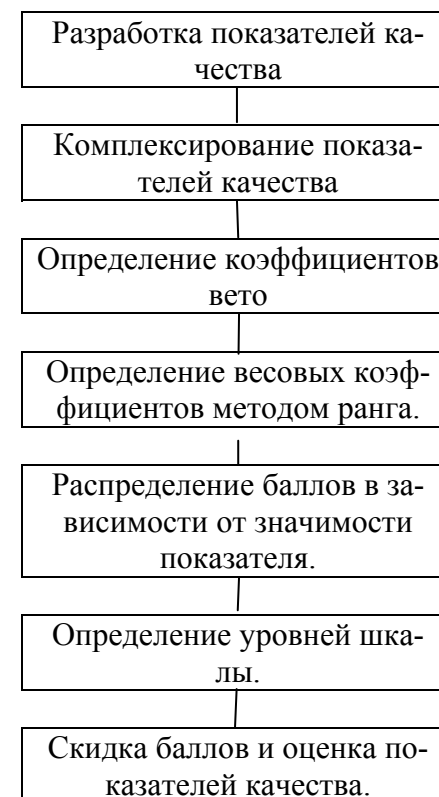 Разработка показателей ка-
чества
Комплексирование показа-
телей качества
Определение коэффициентов
вето
Определение весовых коэф-
фициентов методом ранга.
Распределение баллов в за-
висимости от значимости
показателя.
Определение уровней шка-
лы.
Скидка баллов и оценка по-
казателей качества.